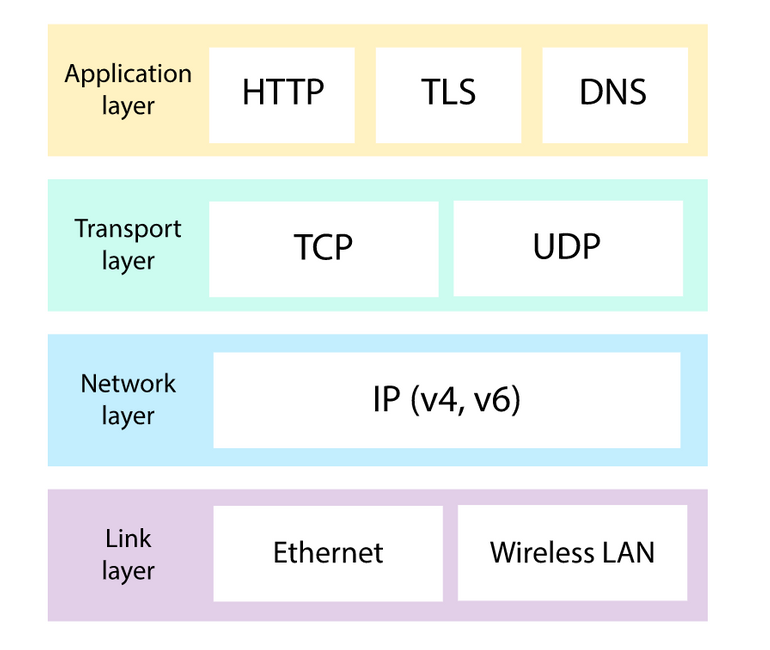 Application
layer
HTTP
TLS
DNS
Transport
layer
TCP
UDP
Network
layer
IP (v4, v6)
Link
layer
Ethernet
Wireless LAN